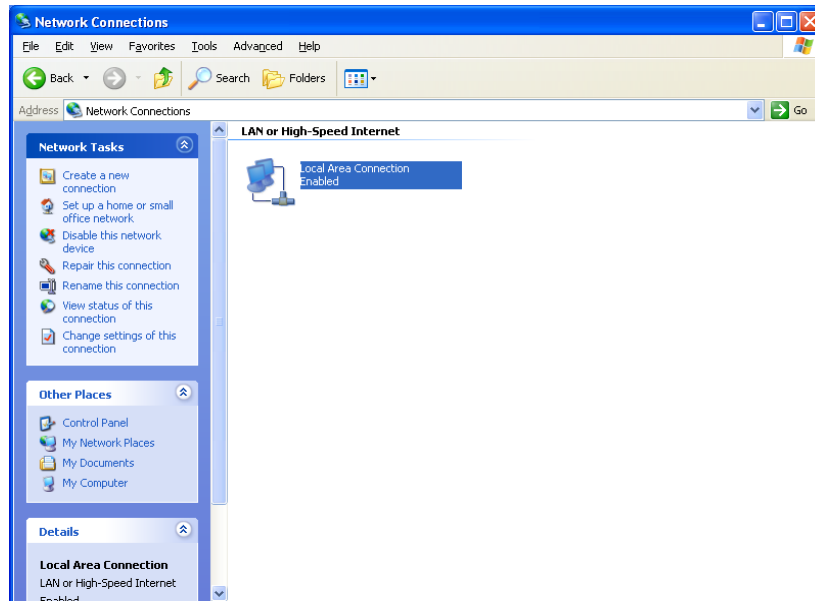 Network Connections
File Edit View Favorites Tools Advanced Help
Back Search Folders
Address Network Connections Go
Network Tasks
Create a new
connection
Set up a home or small
office network
Disable this network
device
Repair this connection
Rename this connection
View status of this
connection
Change settings of this
connection
Other Places
Control Panel
My Network Places
My Documents
My Computer
Details
Local Area Connection
LAN or High-Speed Internet
Enabled
LAN or High-Speed Internet
Local Area Connection
Enabled